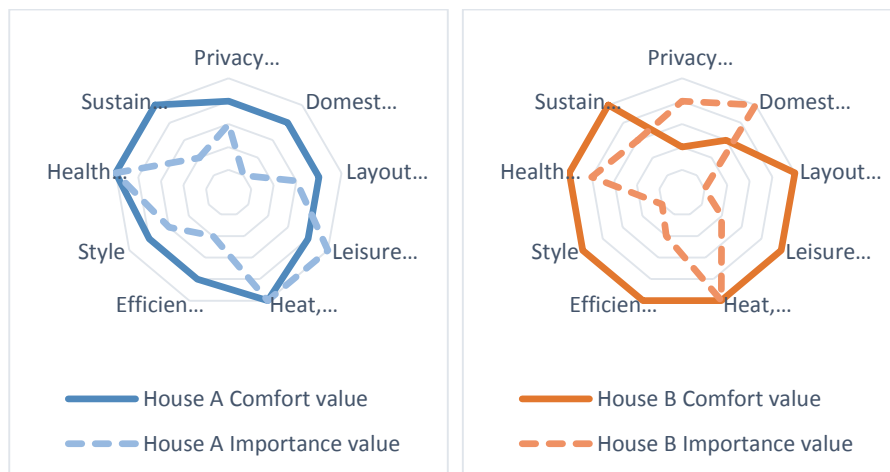 Privacy...
Sustain...
Domest...
Health...
Layout...
Style
Leisure...
Efficien...
Heat,...
House A Comfort value
House A Importance value
Privacy...
Sustain...
Domest...
Health...
Layout...
Style
Leisure...
Efficien...
Heat,...
House B Comfort value
House B Importance value